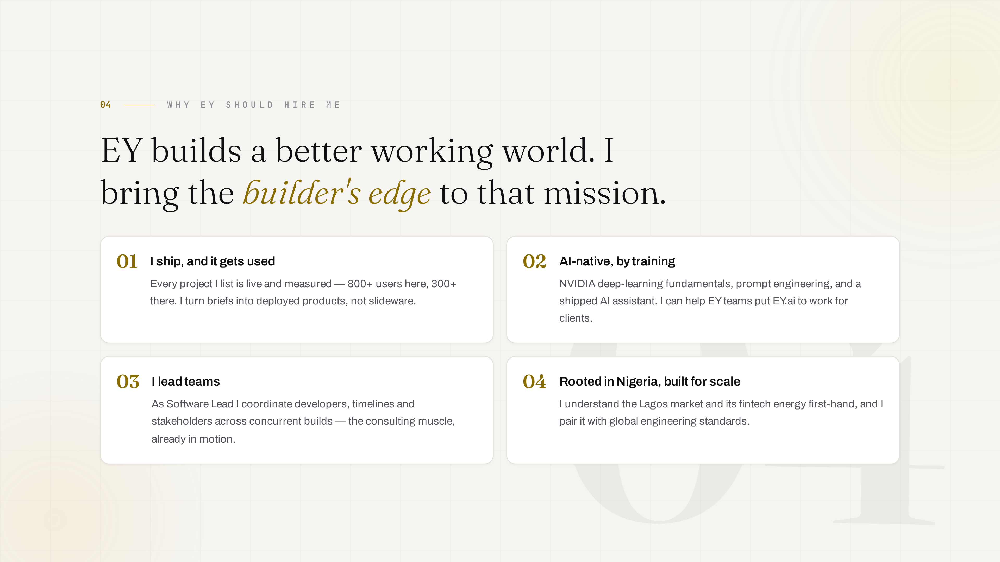 04 WHY EY SHOULD HIRE ME
EY builds a better working world. I
bring the builder's edge to that mission.
01 I ship, and it gets used
Every project I list is live and measured — 800+ users here, 300+
there. I turn briefs into deployed products, not slideware.
02 AI-native, by training
NVIDIA deep-learning fundamentals, prompt engineering, and a
shipped AI assistant. I can help EY teams put EY.ai to work for
clients.
03 I lead teams
As Software Lead I coordinate developers, timelines and
stakeholders across concurrent builds — the consulting muscle,
already in motion.
04 Rooted in Nigeria, built for scale
I understand the Lagos market and its fintech energy first-hand, and I
pair it with global engineering standards.
04